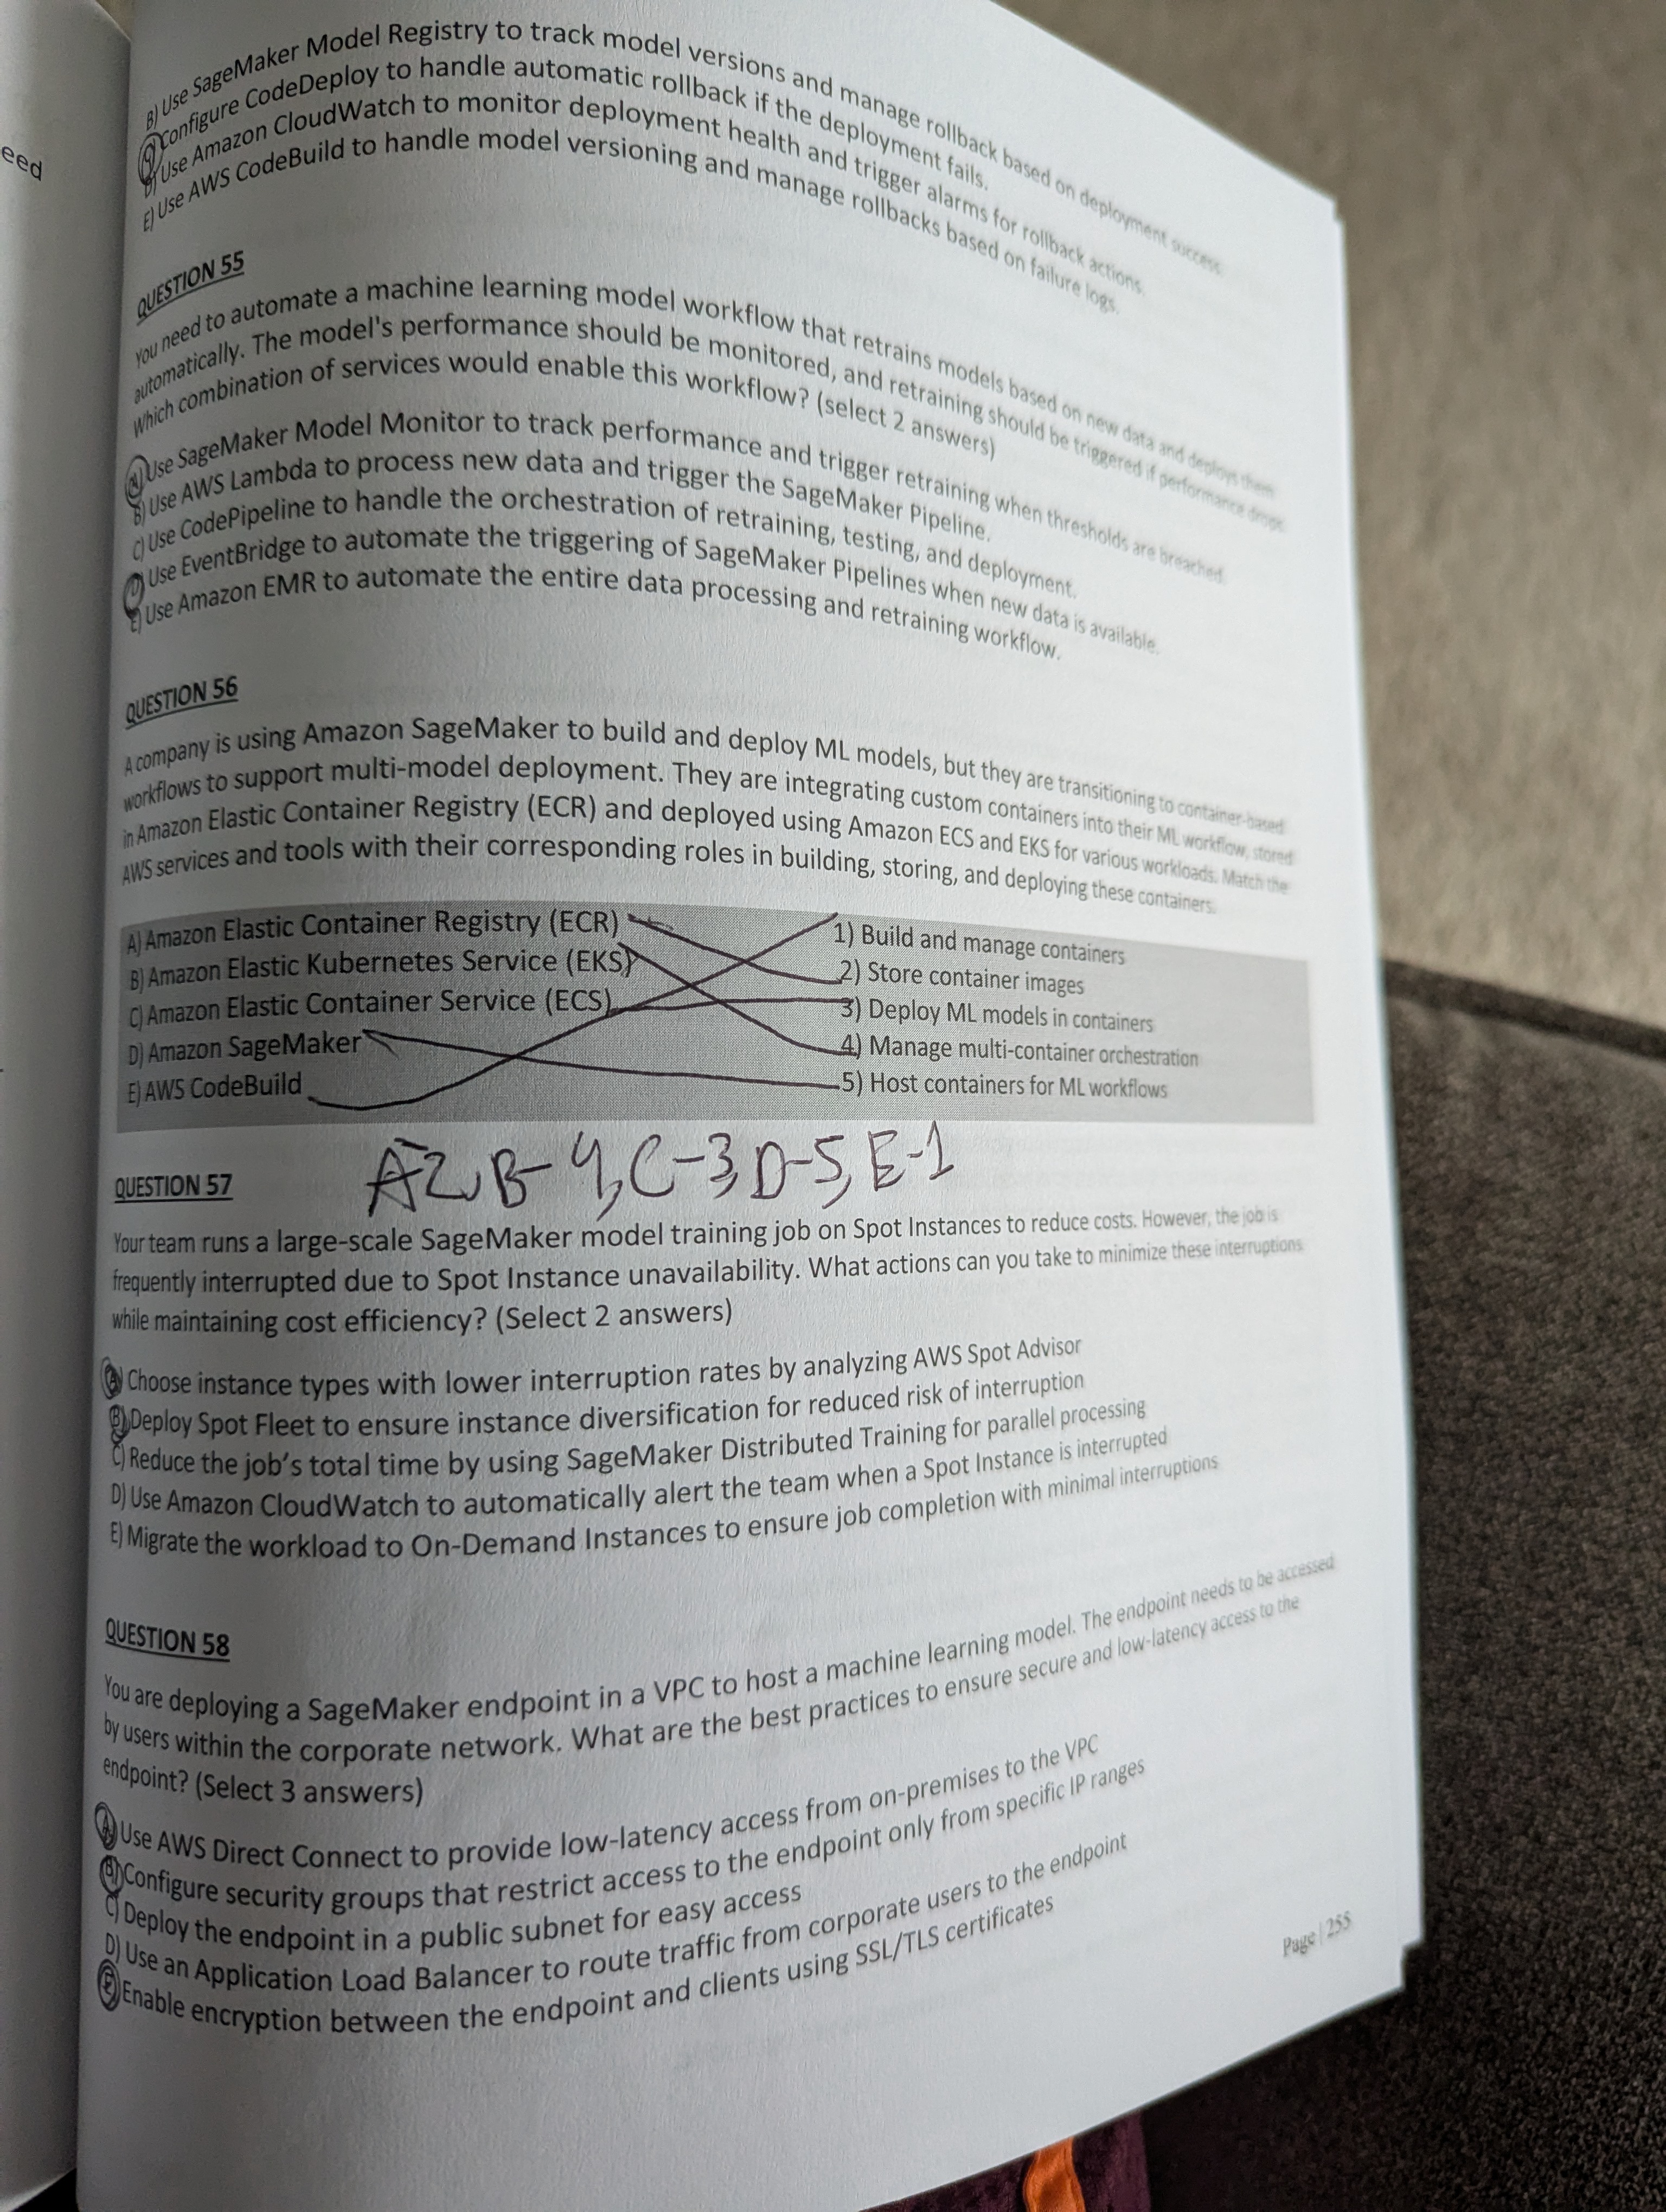 eed
B) Use SageMaker Model Registry to track model versions and manage rollback based on deployment success.
C) Configure CodeDeploy to handle automatic rollback if the deployment fails.
D) Use Amazon CloudWatch to monitor deployment health and trigger alarms for rollback actions.
E) Use AWS CodeBuild to handle model versioning and manage rollbacks based on failure logs.
QUESTION 55
You need to automate a machine learning model workflow that retrains models based on new data and deploys them
automatically. The model's performance should be monitored, and retraining should be triggered if performance drops.
Which combination of services would enable this workflow? (select 2 answers)
A) Use SageMaker Model Monitor to track performance and trigger retraining when thresholds are breached.
B) Use AWS Lambda to process new data and trigger the SageMaker Pipeline.
C) Use CodePipeline to handle the orchestration of retraining, testing, and deployment.
D) Use EventBridge to automate the triggering of SageMaker Pipelines when new data is available.
E) Use Amazon EMR to automate the entire data processing and retraining workflow.
QUESTION 56
A company is using Amazon SageMaker to build and deploy ML models, but they are transitioning to container-based
workflows to support multi-model deployment. They are integrating custom containers into their ML workflow, stored
in Amazon Elastic Container Registry (ECR) and deployed using Amazon ECS and EKS for various workloads. Match the
AWS services and tools with their corresponding roles in building, storing, and deploying these containers.
A) Amazon Elastic Container Registry (ECR)
B) Amazon Elastic Kubernetes Service (EKS)
C) Amazon Elastic Container Service (ECS)
D) Amazon SageMaker
E) AWS CodeBuild
1) Build and manage containers
2) Store container images
3) Deploy ML models in containers
4) Manage multi-container orchestration
5) Host containers for ML workflows
A-2, B-4, C-3, D-5, E-1
QUESTION 57
Your team runs a large-scale SageMaker model training job on Spot Instances to reduce costs. However, the job is
frequently interrupted due to Spot Instance unavailability. What actions can you take to minimize these interruptions
while maintaining cost efficiency? (Select 2 answers)
A) Choose instance types with lower interruption rates by analyzing AWS Spot Advisor
B) Deploy Spot Fleet to ensure instance diversification for reduced risk of interruption
C) Reduce the job's total time by using SageMaker Distributed Training for parallel processing
D) Use Amazon CloudWatch to automatically alert the team when a Spot Instance is interrupted
E) Migrate the workload to On-Demand Instances to ensure job completion with minimal interruptions
QUESTION 58
You are deploying a SageMaker endpoint in a VPC to host a machine learning model. The endpoint needs to be accessed
by users within the corporate network. What are the best practices to ensure secure and low-latency access to the
endpoint? (Select 3 answers)
A) Use AWS Direct Connect to provide low-latency access from on-premises to the VPC
B) Configure security groups that restrict access to the endpoint only from specific IP ranges
C) Deploy the endpoint in a public subnet for easy access
D) Use an Application Load Balancer to route traffic from corporate users to the endpoint
E) Enable encryption between the endpoint and clients using SSL/TLS certificates
Page | 255